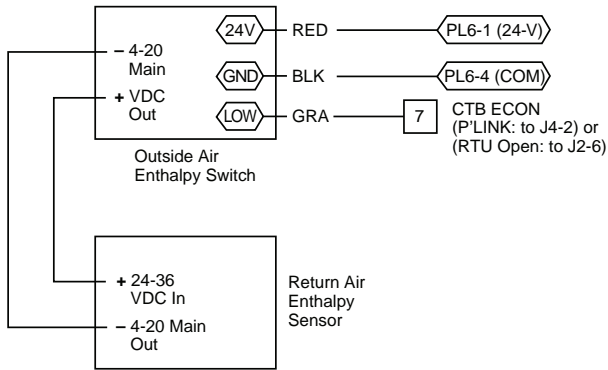 – 4-20
Main
+ VDC
Out
24V RED PL6-1 (24-V)
GND BLK PL6-4 (COM)
LOW GRA 7 CTB ECON
(P'LINK: to J4-2) or
(RTU Open: to J2-6)
Outside Air
Enthalpy Switch
+ 24-36
VDC In
– 4-20 Main
Out
Return Air
Enthalpy
Sensor